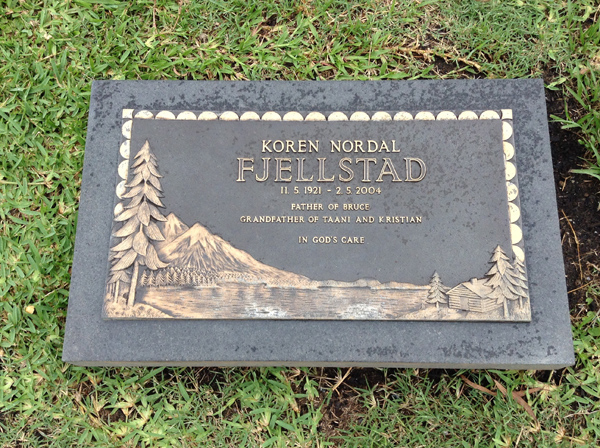 KOREN NORDAL
FJELLSTAD
11.5.1921 - 2.5.2004
FATHER OF BRUCE
GRANDFATHER OF TAANI AND KRISTIAN
IN GOD'S CARE